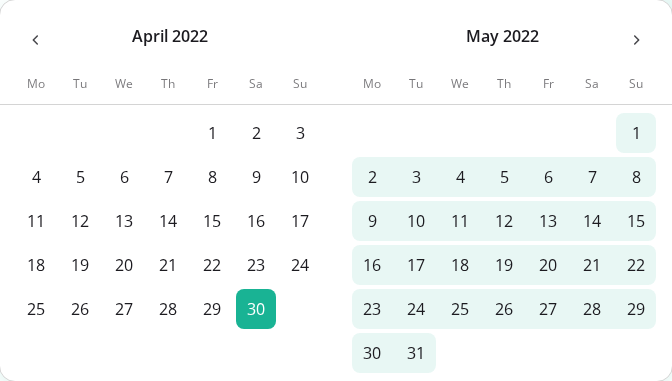 April 2022
Mo Tu We Th Fr Sa Su
1 2 3
4 5 6 7 8 9 10
11 12 13 14 15 16 17
18 19 20 21 22 23 24
25 26 27 28 29 30
May 2022
Mo Tu We Th Fr Sa Su
1
2 3 4 5 6 7 8
9 10 11 12 13 14 15
16 17 18 19 20 21 22
23 24 25 26 27 28 29
30 31